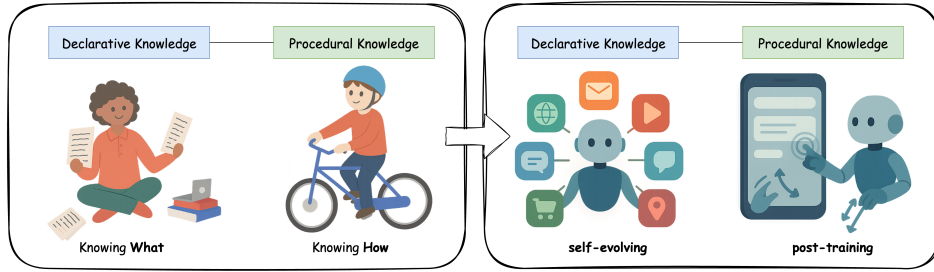 Declarative Knowledge
Procedural Knowledge
Knowing What
Knowing How
Declarative Knowledge
Procedural Knowledge
self-evolving
post-training